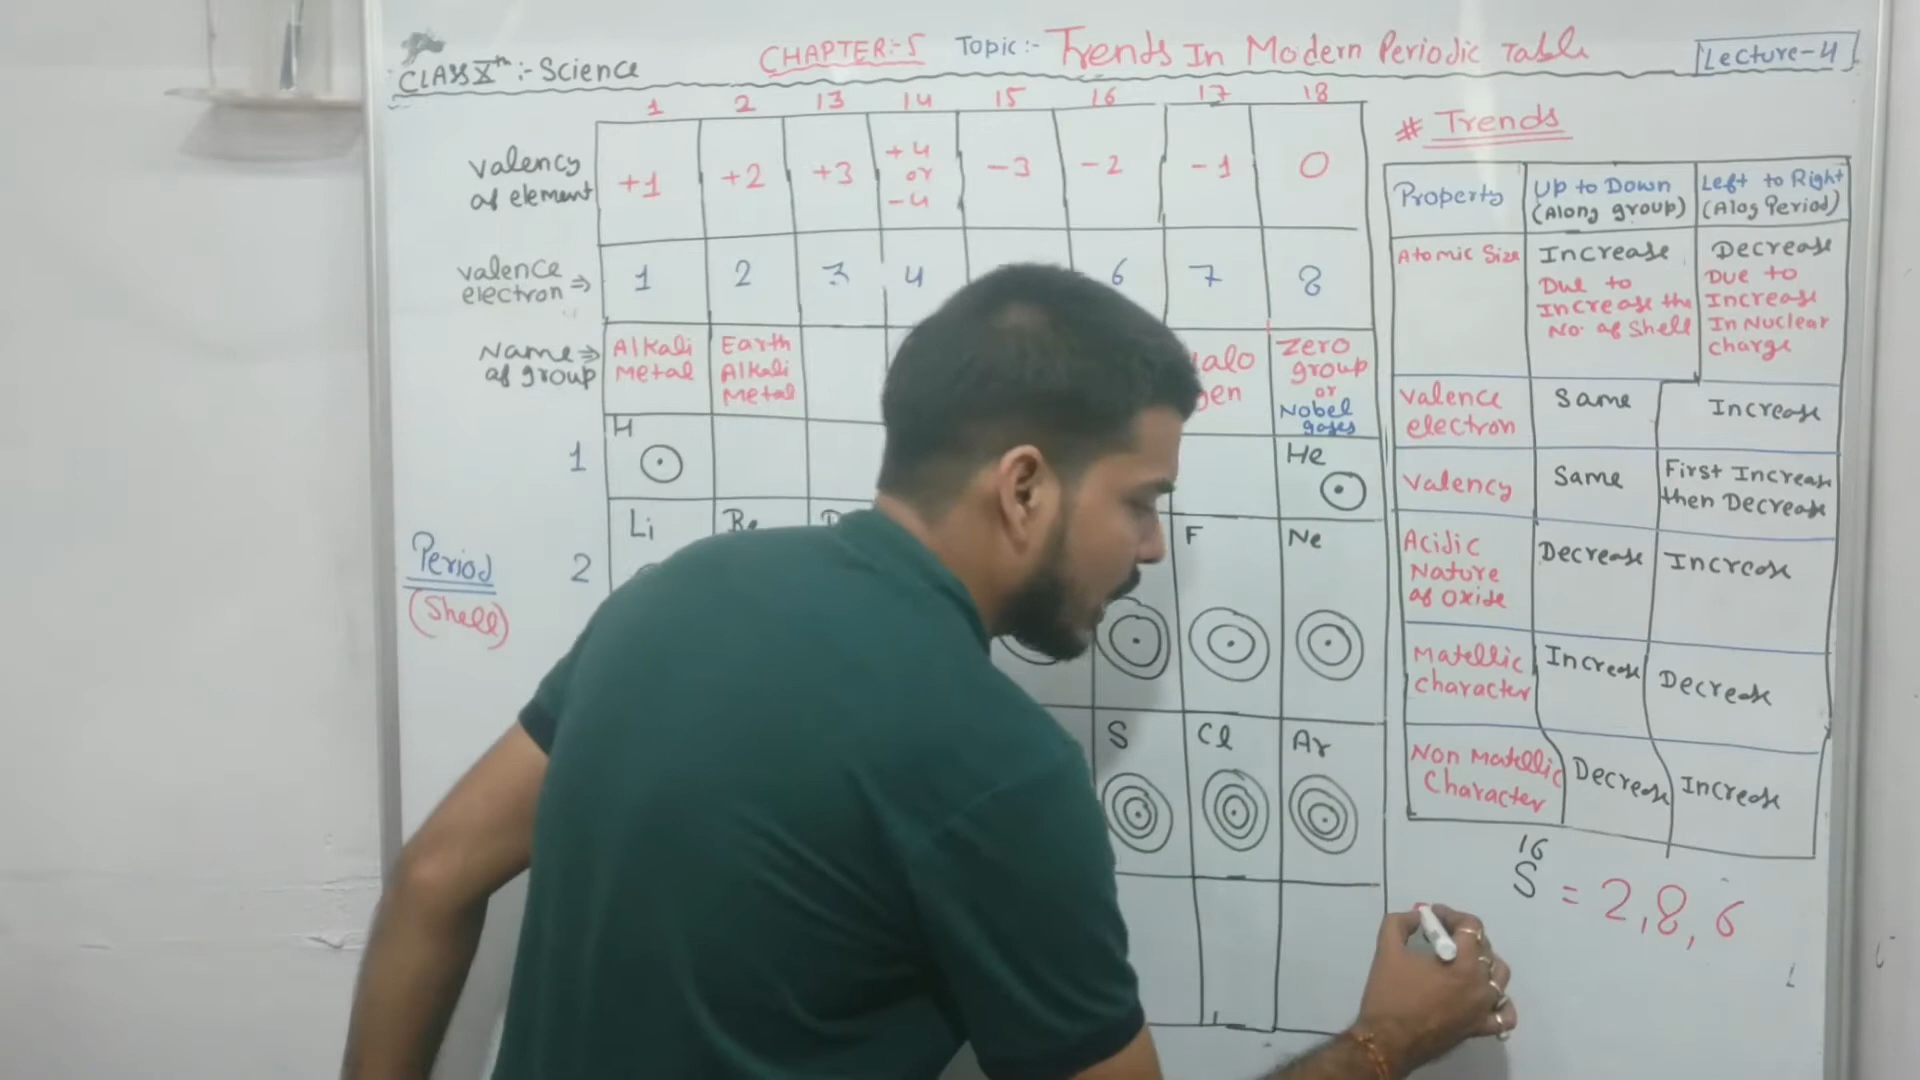 CLASS Xth :- Science CHAPTER:-5 Topic:- Trends In Modern Periodic Table Lecture-4
1 2 13 14 15 16 17 18
valency of element +1 +2 +3 +4 or -4 -3 -2 -1 0
valence electron ⇒ 1 2 3 4 6 7 8
Name ⇒ of group Alkali Metal Earth Alkali Metal alo gen Zero group or Nobel gases
1 H He
Period (Shell)
2 Li Be F Ne
S Cl Ar
# Trends
Property Up to Down (Along group) Left to Right (Alog Period)
Atomic Size Increase Due to Increase the No. of Shell Decrease Due to Increase In Nuclear charge
Valence electron Same Increase
Valency Same First Increase then Decrease
Acidic Nature of Oxide Decrease Increase
Matellic character Increase Decrease
Non Matellic Character Decrease Increase
16
S = 2,8,6